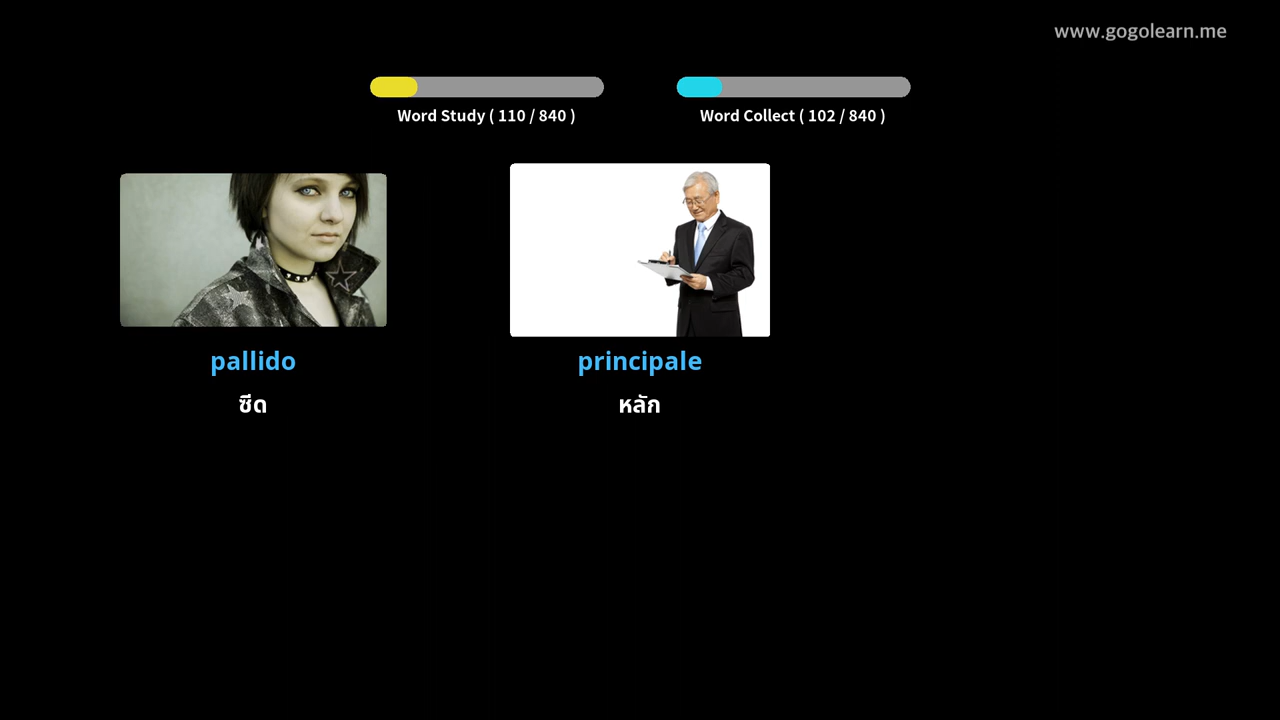 www.gogolearn.me
Word Study ( 110 / 840 )
Word Collect ( 102 / 840 )
pallido
principale
ซีด
หลัก